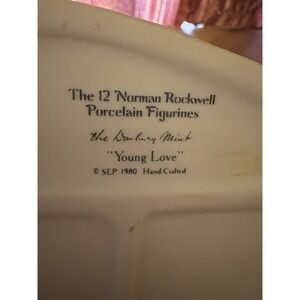 The 12 Norman Rockwell
Porcelain Figurines
The Danbury Mint
"Young Love"
© SEP 1980 Hand Crafted